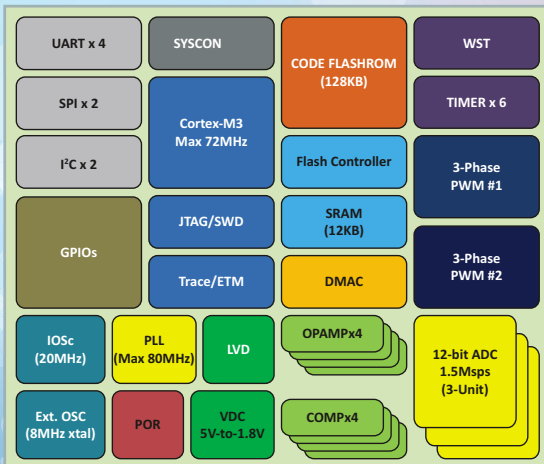 UART x 4
SYSCON
CODE FLASHROM
(128KB)
WST
SPI x 2
Cortex-M3
Max 72MHz
TIMER x 6
I²C x 2
Flash Controller
3-Phase
PWM #1
GPIOs
JTAG/SWD
SRAM
(12KB)
Trace/ETM
DMAC
3-Phase
PWM #2
IOSc
(20MHz)
PLL
(Max 80MHz)
LVD
OPAMPx4
12-bit ADC
1.5Msps
(3-Unit)
Ext. OSC
(8MHz xtal)
POR
VDC
5V-to-1.8V
COMPx4